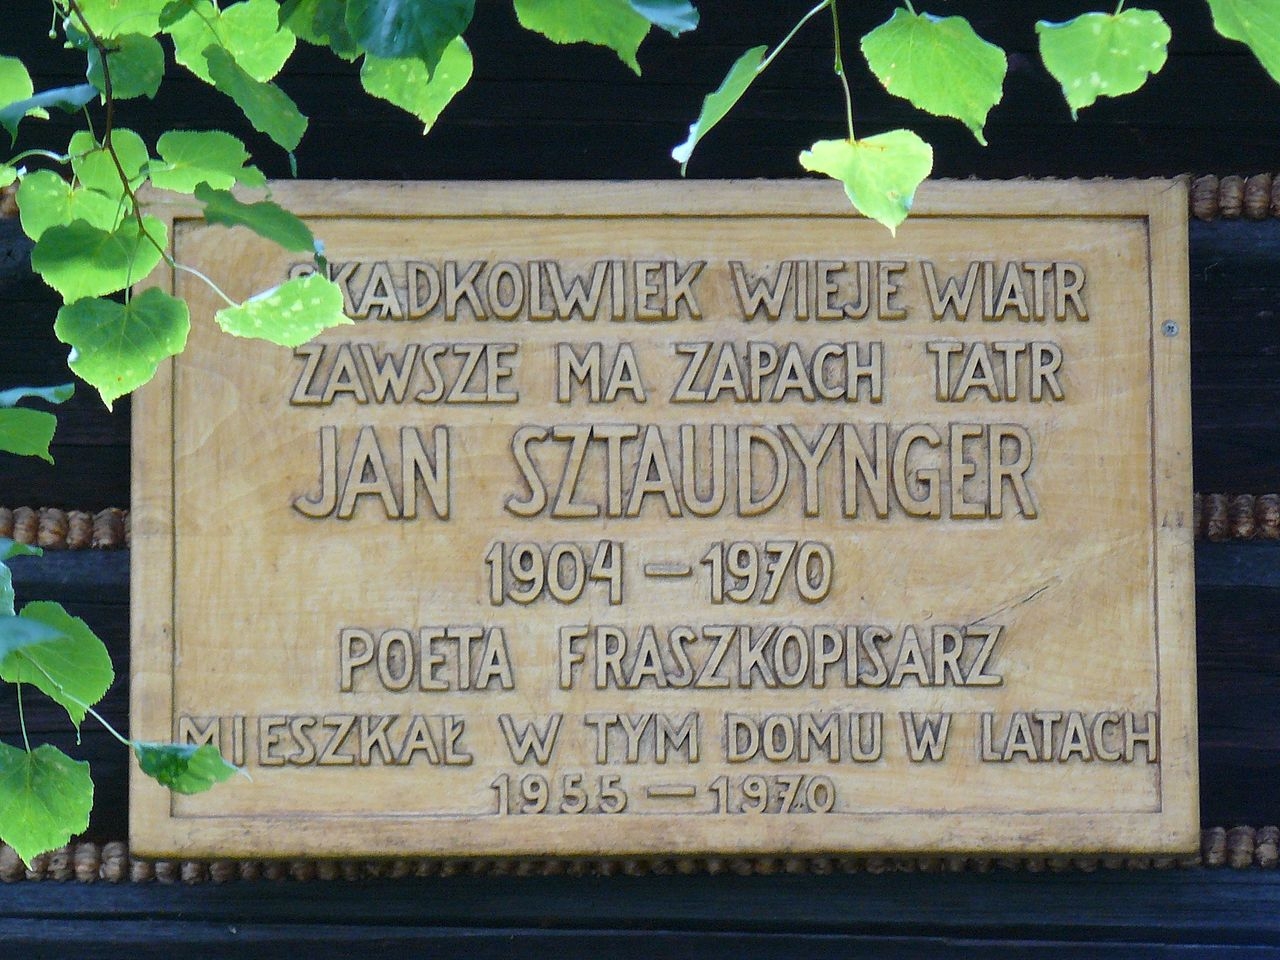 SKĄDKOLWIEK WIEJE WIATR
ZAWSZE MA ZAPACH TATR
JAN SZTAUDYNGER
1904 – 1970
POETA FRASZKOPISARZ
MIESZKAŁ W TYM DOMU W LATACH
1955 – 1970